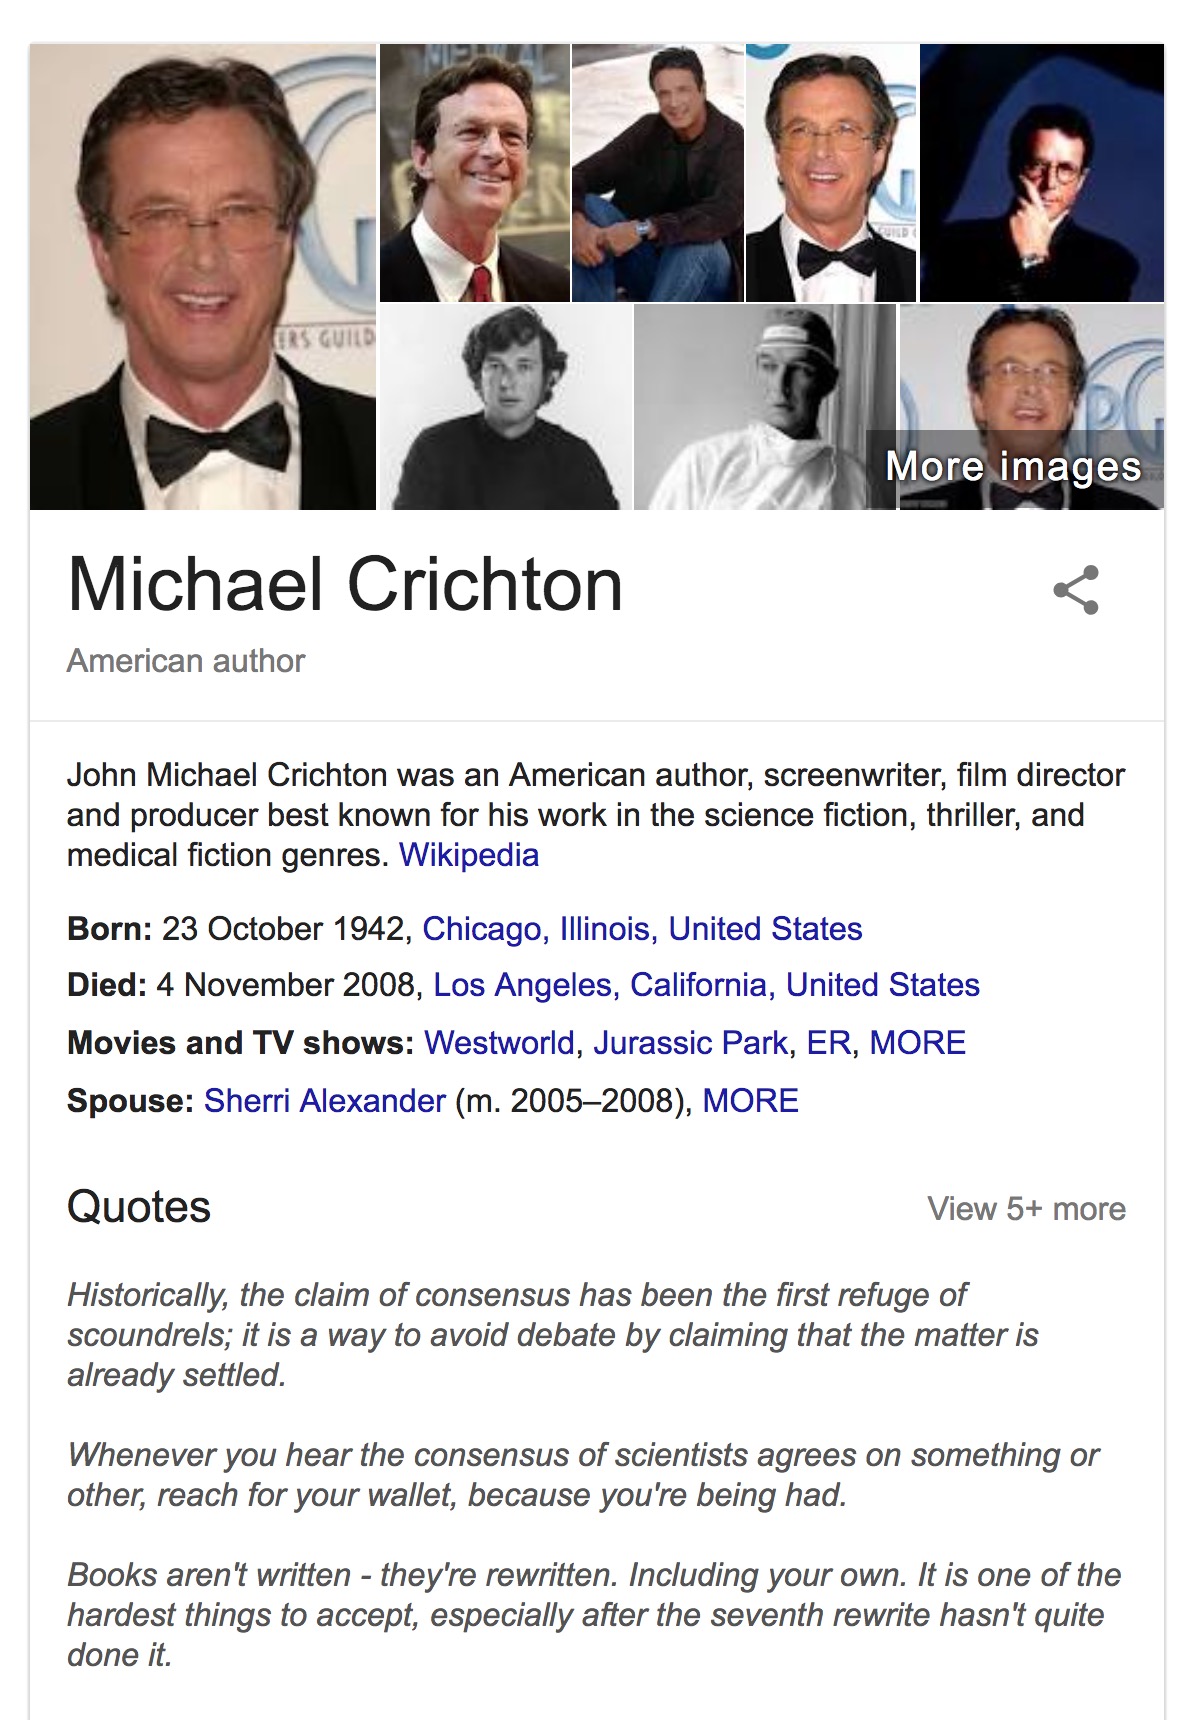 MEDICAL
ERS GUILD
GUILD
PG
More images
Michael Crichton
American author
John Michael Crichton was an American author, screenwriter, film director
and producer best known for his work in the science fiction, thriller, and
medical fiction genres. Wikipedia
Born: 23 October 1942, Chicago, Illinois, United States
Died: 4 November 2008, Los Angeles, California, United States
Movies and TV shows: Westworld, Jurassic Park, ER, MORE
Spouse: Sherri Alexander (m. 2005–2008), MORE
Quotes View 5+ more
Historically, the claim of consensus has been the first refuge of
scoundrels; it is a way to avoid debate by claiming that the matter is
already settled.
Whenever you hear the consensus of scientists agrees on something or
other, reach for your wallet, because you're being had.
Books aren't written - they're rewritten. Including your own. It is one of the
hardest things to accept, especially after the seventh rewrite hasn't quite
done it.